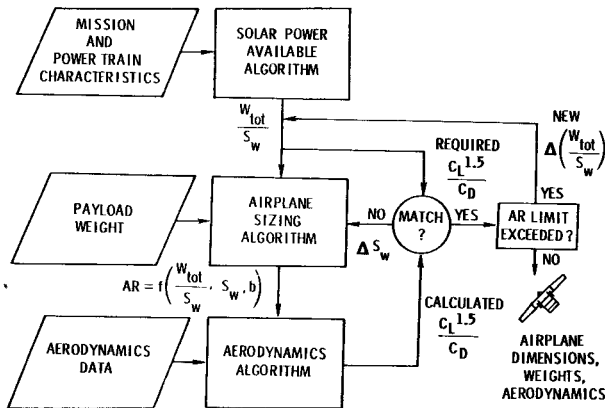 MISSION
AND
POWER TRAIN
CHARACTERISTICS
SOLAR POWER
AVAILABLE
ALGORITHM
W_tot
S_w
NEW
Δ(W_tot / S_w)
REQUIRED
C_L^1.5
C_D
PAYLOAD
WEIGHT
AIRPLANE
SIZING
ALGORITHM
NO
Δ S_w
MATCH
?
YES
YES
AR LIMIT
EXCEEDED ?
NO
AR = f(W_tot / S_w, S_w, b)
CALCULATED
C_L^1.5
C_D
AERODYNAMICS
DATA
AERODYNAMICS
ALGORITHM
AIRPLANE
DIMENSIONS,
WEIGHTS,
AERODYNAMICS